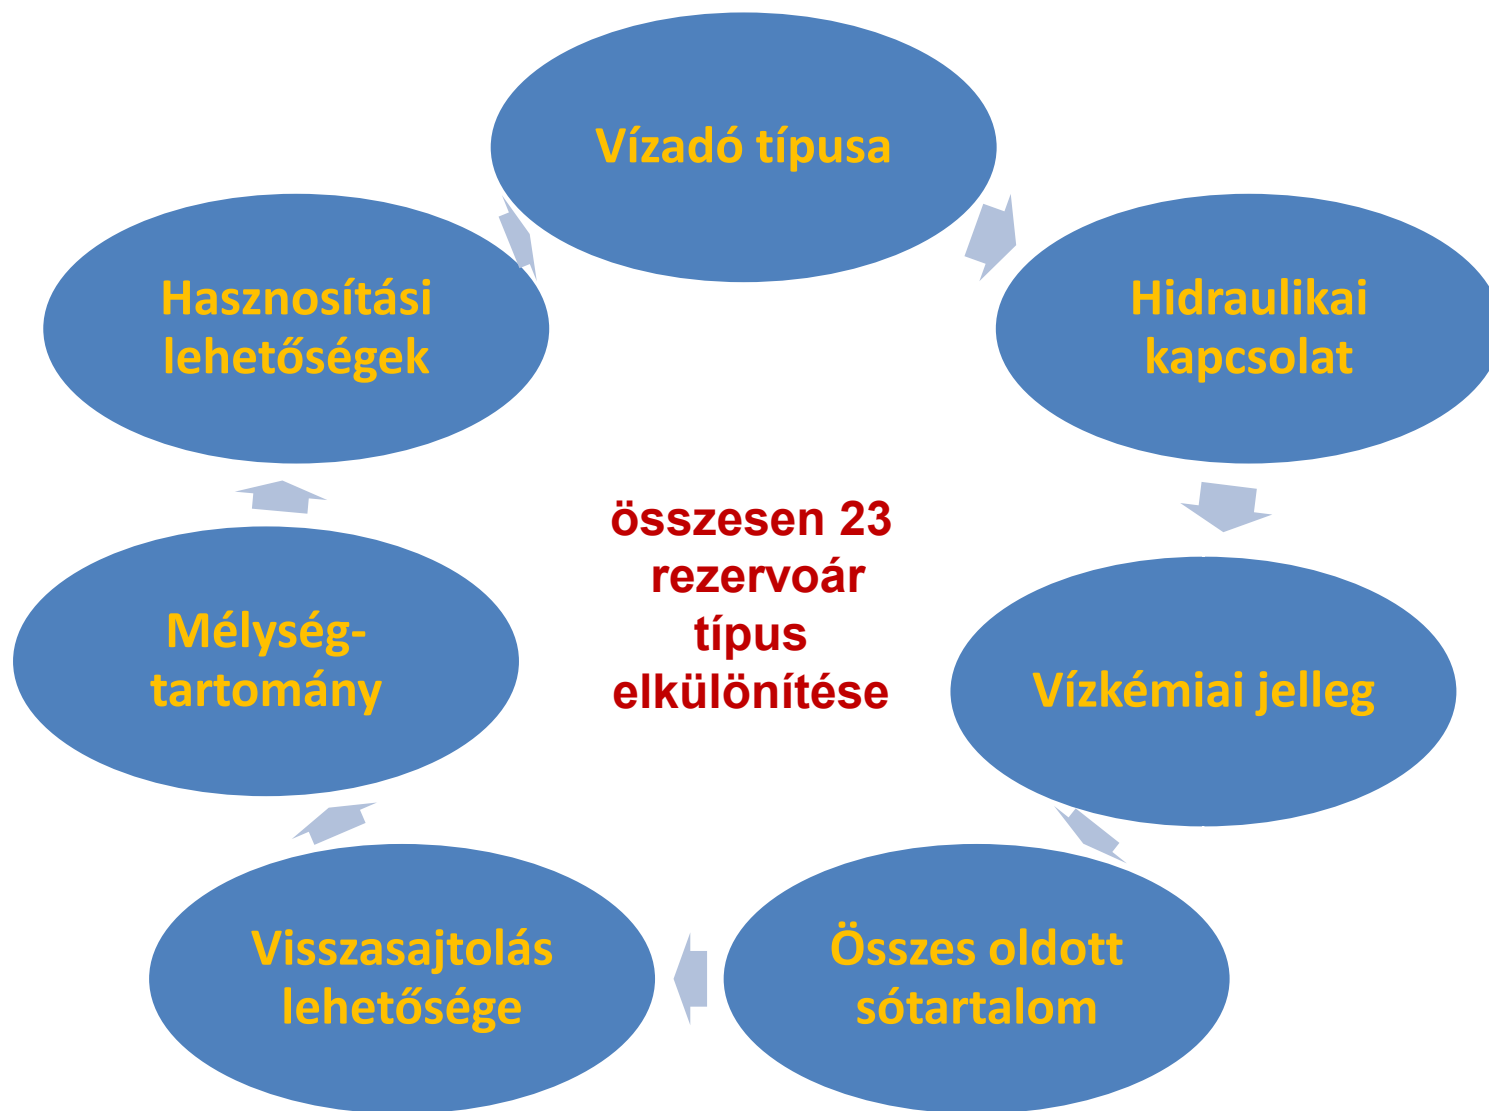 Vízadó típusa
Hidraulikai
kapcsolat
Vízkémiai jelleg
Összes oldott
sótartalom
Visszasajtolás
lehetősége
Mélység-
tartomány
Hasznosítási
lehetőségek
összesen 23
rezervoár
típus
elkülönítése